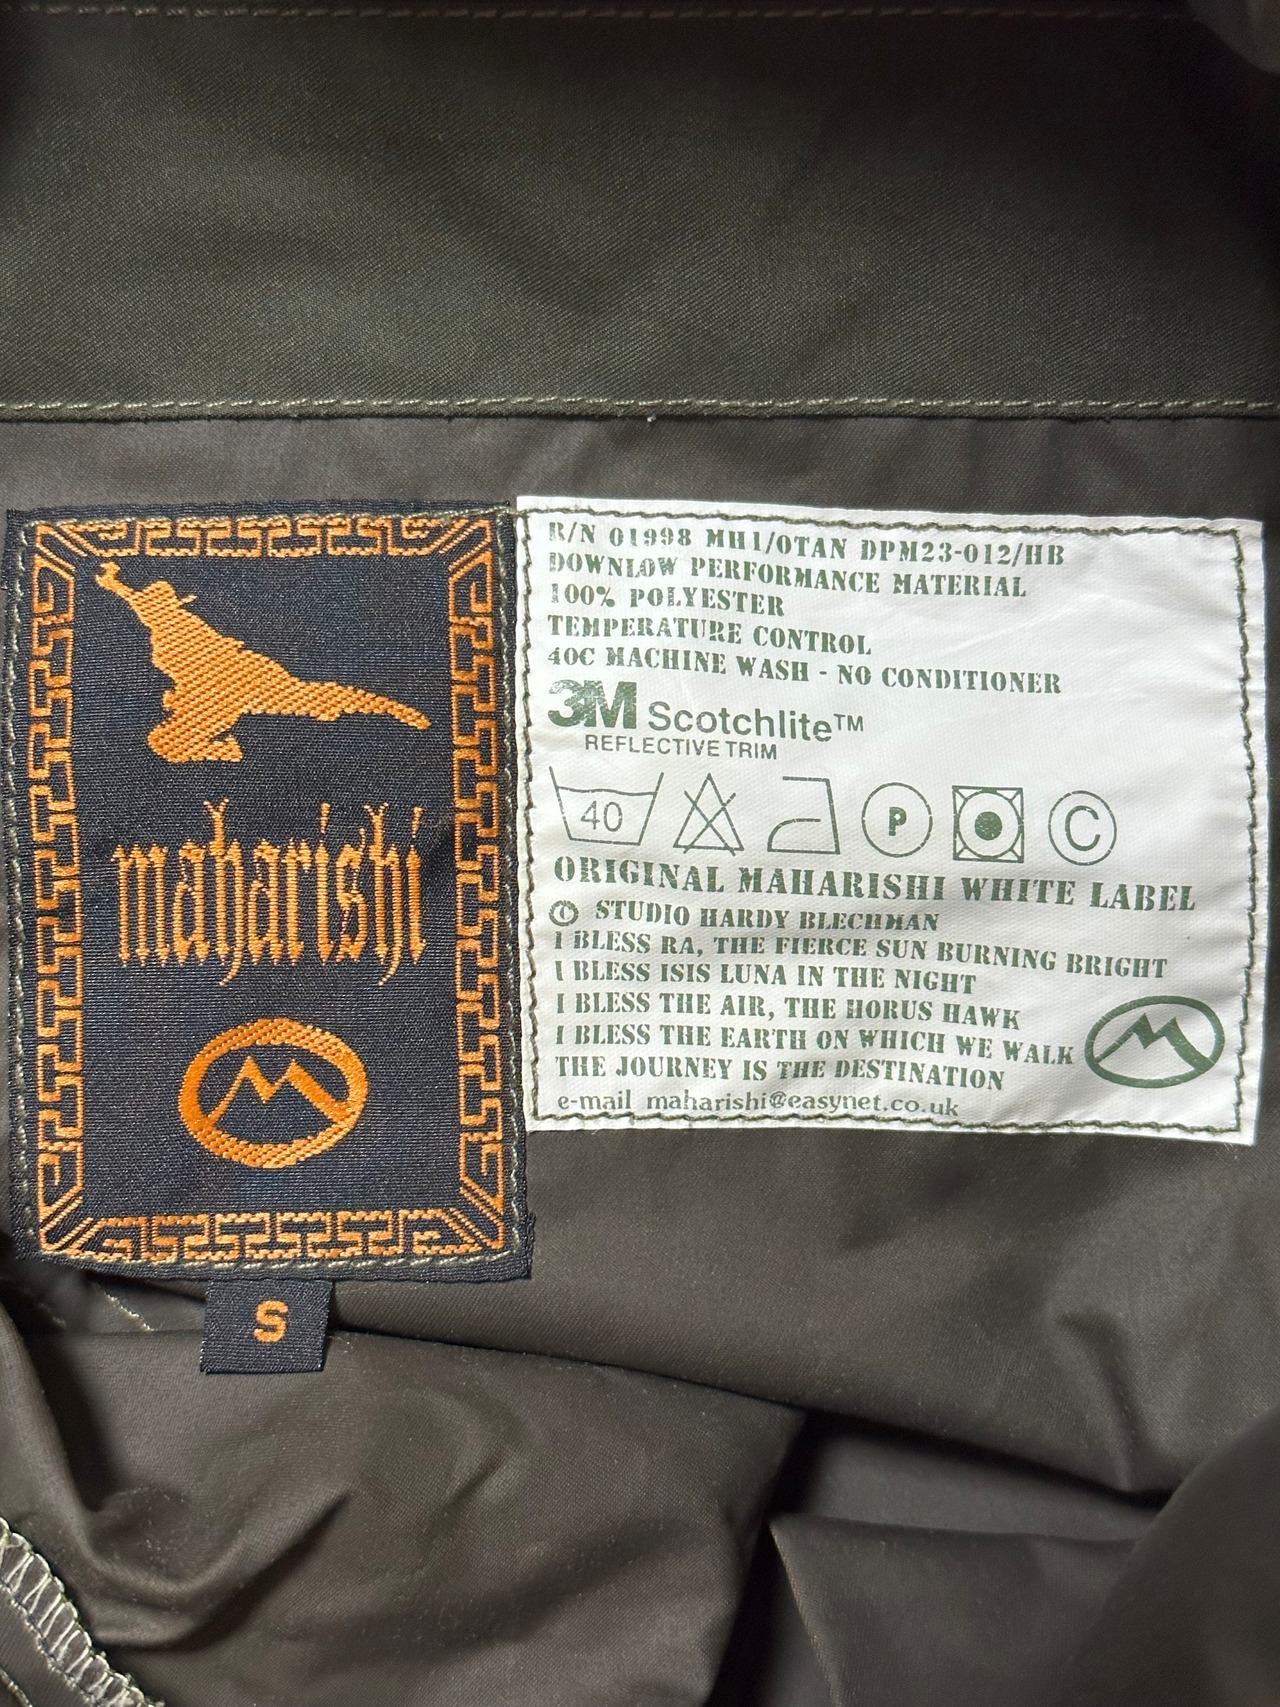 maharishi
S
R/N 01998 MH1/OTAN DPM23-012/HB
DOWNLOW PERFORMANCE MATERIAL
100% POLYESTER
TEMPERATURE CONTROL
40C MACHINE WASH - NO CONDITIONER
3M Scotchlite™
REFLECTIVE TRIM
40 P C
ORIGINAL MAHARISHI WHITE LABEL
© STUDIO HARDY BLECHMAN
I BLESS RA, THE FIERCE SUN BURNING BRIGHT
I BLESS ISIS LUNA IN THE NIGHT
I BLESS THE AIR, THE HORUS HAWK
I BLESS THE EARTH ON WHICH WE WALK
THE JOURNEY IS THE DESTINATION
e-mail maharishi@easynet.co.uk